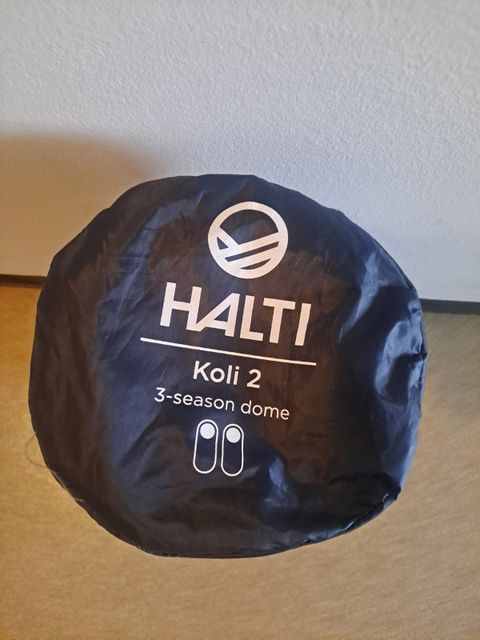 HALTI
Koli 2
3-season dome